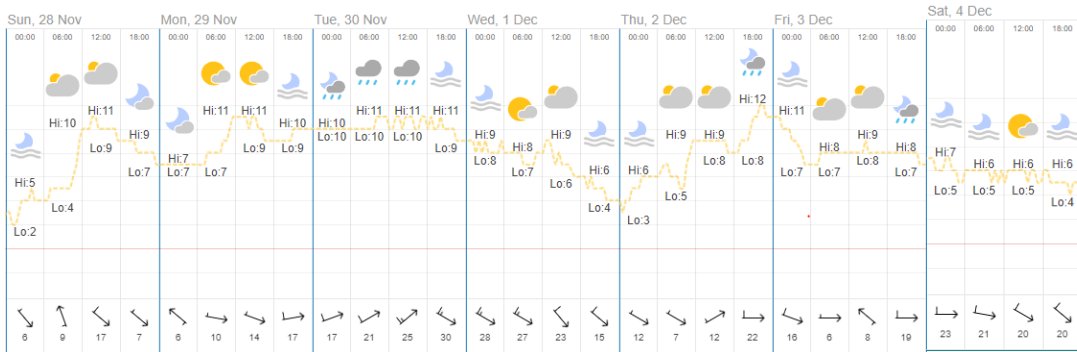 Sun, 28 Nov
00:00 06:00 12:00 18:00
Hi:5 Hi:10 Hi:11 Hi:9
Lo:2 Lo:4 Lo:9 Lo:7
6 9 17 7
Mon, 29 Nov
00:00 06:00 12:00 18:00
Hi:7 Hi:11 Hi:11 Hi:10
Lo:7 Lo:7 Lo:9 Lo:9
6 10 14 17
Tue, 30 Nov
00:00 06:00 12:00 18:00
Hi:10 Hi:11 Hi:11 Hi:11
Lo:10 Lo:10 Lo:10 Lo:9
17 21 25 30
Wed, 1 Dec
00:00 06:00 12:00 18:00
Hi:9 Hi:8 Hi:9 Hi:6
Lo:8 Lo:7 Lo:6 Lo:4
28 27 23 15
Thu, 2 Dec
00:00 06:00 12:00 18:00
Hi:6 Hi:9 Hi:9 Hi:12
Lo:3 Lo:5 Lo:8 Lo:8
12 7 12 22
Fri, 3 Dec
00:00 06:00 12:00 18:00
Hi:11 Hi:8 Hi:9 Hi:8
Lo:7 Lo:6 Lo:8 Lo:7
16 6 8 19
Sat, 4 Dec
00:00 06:00 12:00 18:00
Hi:7 Hi:6 Hi:6 Hi:6
Lo:5 Lo:5 Lo:5 Lo:4
23 21 20 20